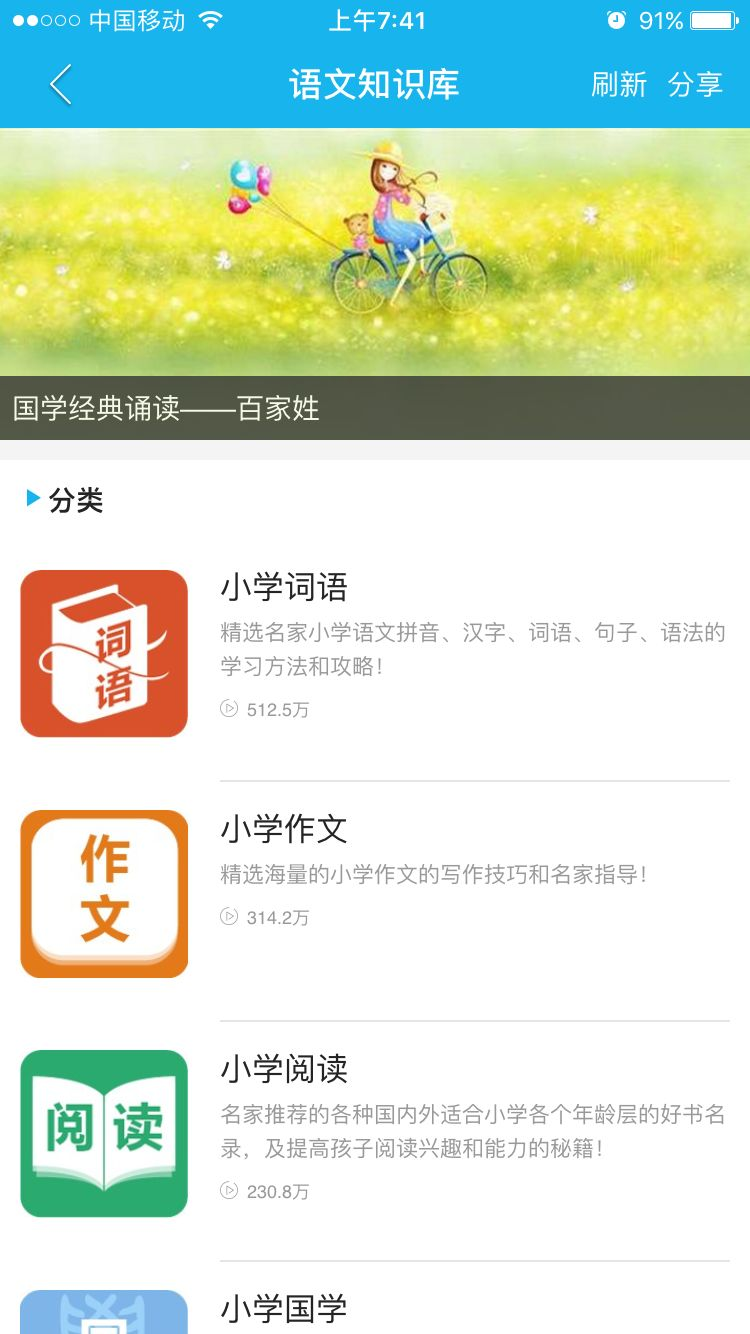 中国移动 上午7:41 91%
语文知识库 刷新 分享
国学经典诵读——百家姓
分类
词语
小学词语
精选名家小学语文拼音、汉字、词语、句子、语法的
学习方法和攻略！
512.5万
作文
小学作文
精选海量的小学作文的写作技巧和名家指导！
314.2万
阅读
小学阅读
名家推荐的各种国内外适合小学各个年龄层的好书名
录，及提高孩子阅读兴趣和能力的秘籍！
230.8万
小学国学